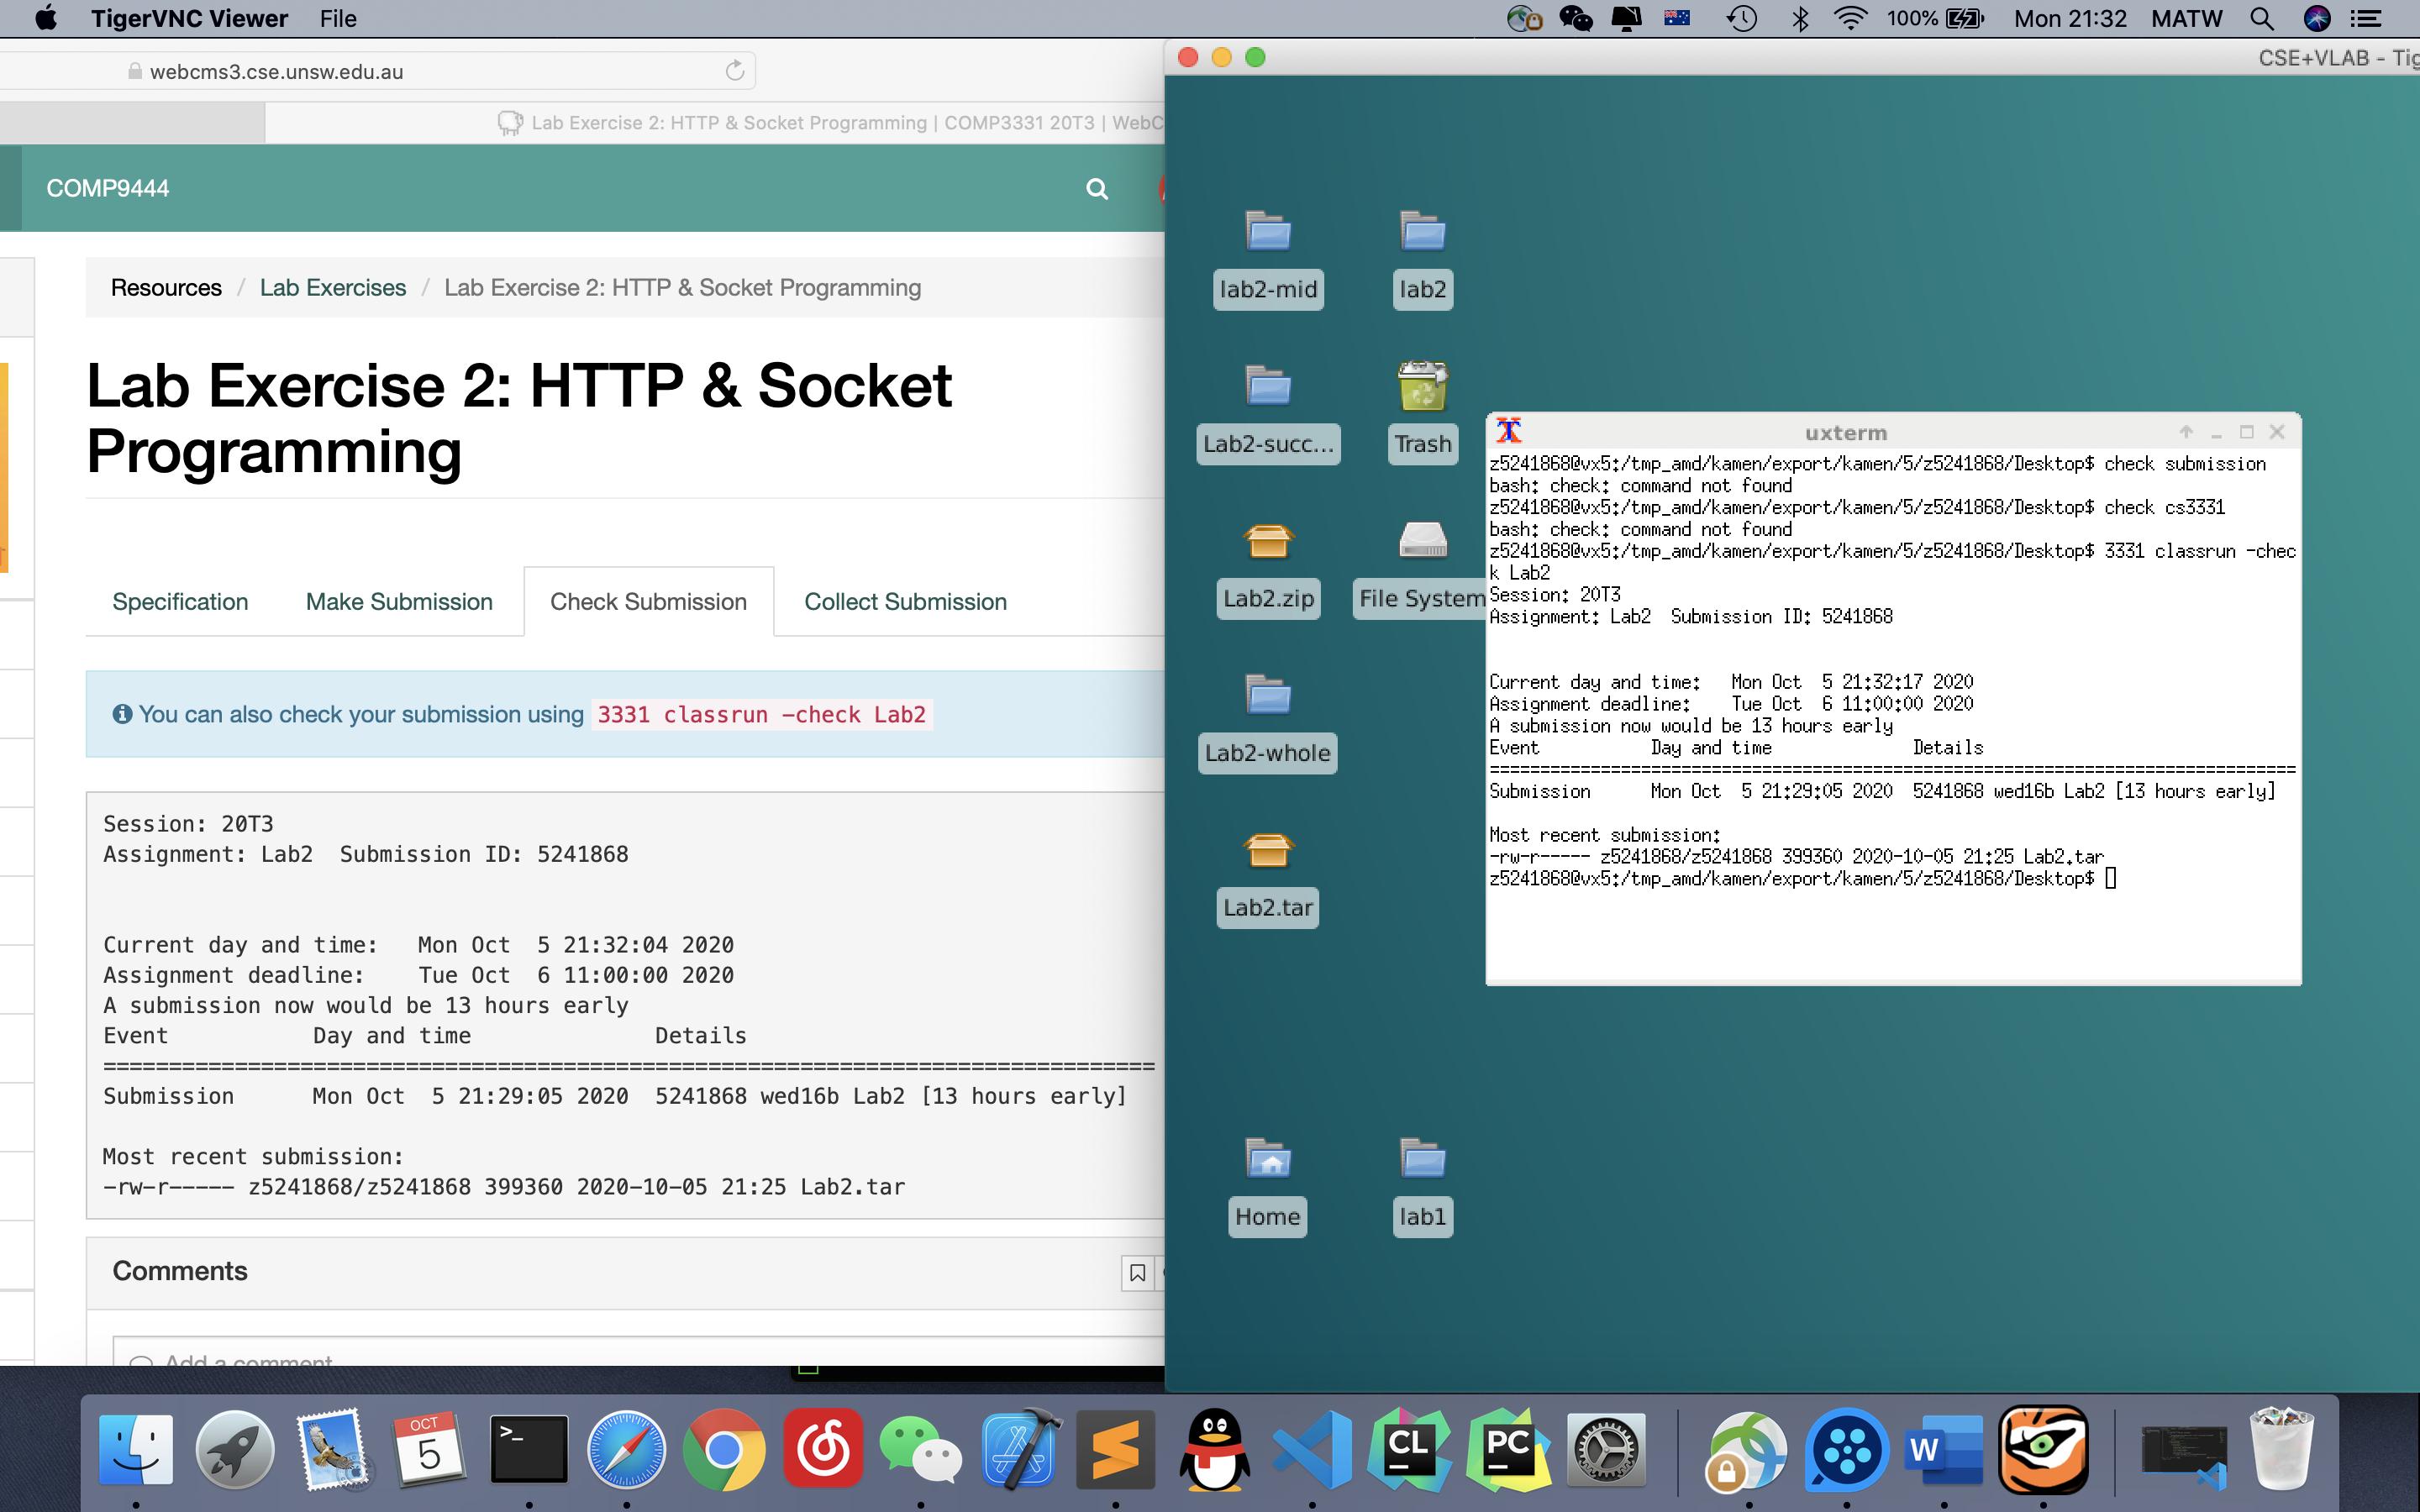 TigerVNC Viewer File 100% Mon 21:32 MATW
webcms3.cse.unsw.edu.au
CSE+VLAB - Tig
Lab Exercise 2: HTTP & Socket Programming | COMP3331 20T3 | WebC
COMP9444
Resources / Lab Exercises / Lab Exercise 2: HTTP & Socket Programming
Lab Exercise 2: HTTP & Socket
Programming
Specification Make Submission Check Submission Collect Submission
You can also check your submission using 3331 classrun -check Lab2
Session: 20T3
Assignment: Lab2 Submission ID: 5241868
Current day and time: Mon Oct 5 21:32:04 2020
Assignment deadline: Tue Oct 6 11:00:00 2020
A submission now would be 13 hours early
Event Day and time Details
================================================================================
Submission Mon Oct 5 21:29:05 2020 5241868 wed16b Lab2 [13 hours early]
Most recent submission:
-rw-r----- z5241868/z5241868 399360 2020-10-05 21:25 Lab2.tar
Comments
Add a comment
lab2-mid lab2
Lab2-succ... Trash
Lab2.zip File System
Lab2-whole
Lab2.tar
Home lab1
uxterm
z5241868@vx5:/tmp_amd/kamen/export/kamen/5/z5241868/Desktop$ check submission
bash: check: command not found
z5241868@vx5:/tmp_amd/kamen/export/kamen/5/z5241868/Desktop$ check cs3331
bash: check: command not found
z5241868@vx5:/tmp_amd/kamen/export/kamen/5/z5241868/Desktop$ 3331 classrun -chec
k Lab2
Session: 20T3
Assignment: Lab2 Submission ID: 5241868
Current day and time: Mon Oct 5 21:32:17 2020
Assignment deadline: Tue Oct 6 11:00:00 2020
A submission now would be 13 hours early
Event Day and time Details
================================================================================
Submission Mon Oct 5 21:29:05 2020 5241868 wed16b Lab2 [13 hours early]
Most recent submission:
-rw-r----- z5241868/z5241868 399360 2020-10-05 21:25 Lab2.tar
z5241868@vx5:/tmp_amd/kamen/export/kamen/5/z5241868/Desktop$
OCT
5
>_
CL
PC
W